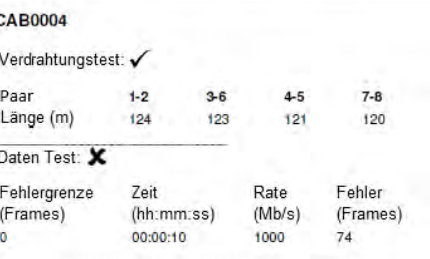 CAB0004
Verdrahtungstest: ✓
Paar 1-2 3-6 4-5 7-8
Länge (m) 124 123 121 120
Daten Test: ✘
Fehlergrenze Zeit Rate Fehler
(Frames) (hh:mm:ss) (Mb/s) (Frames)
0 00:00:10 1000 74